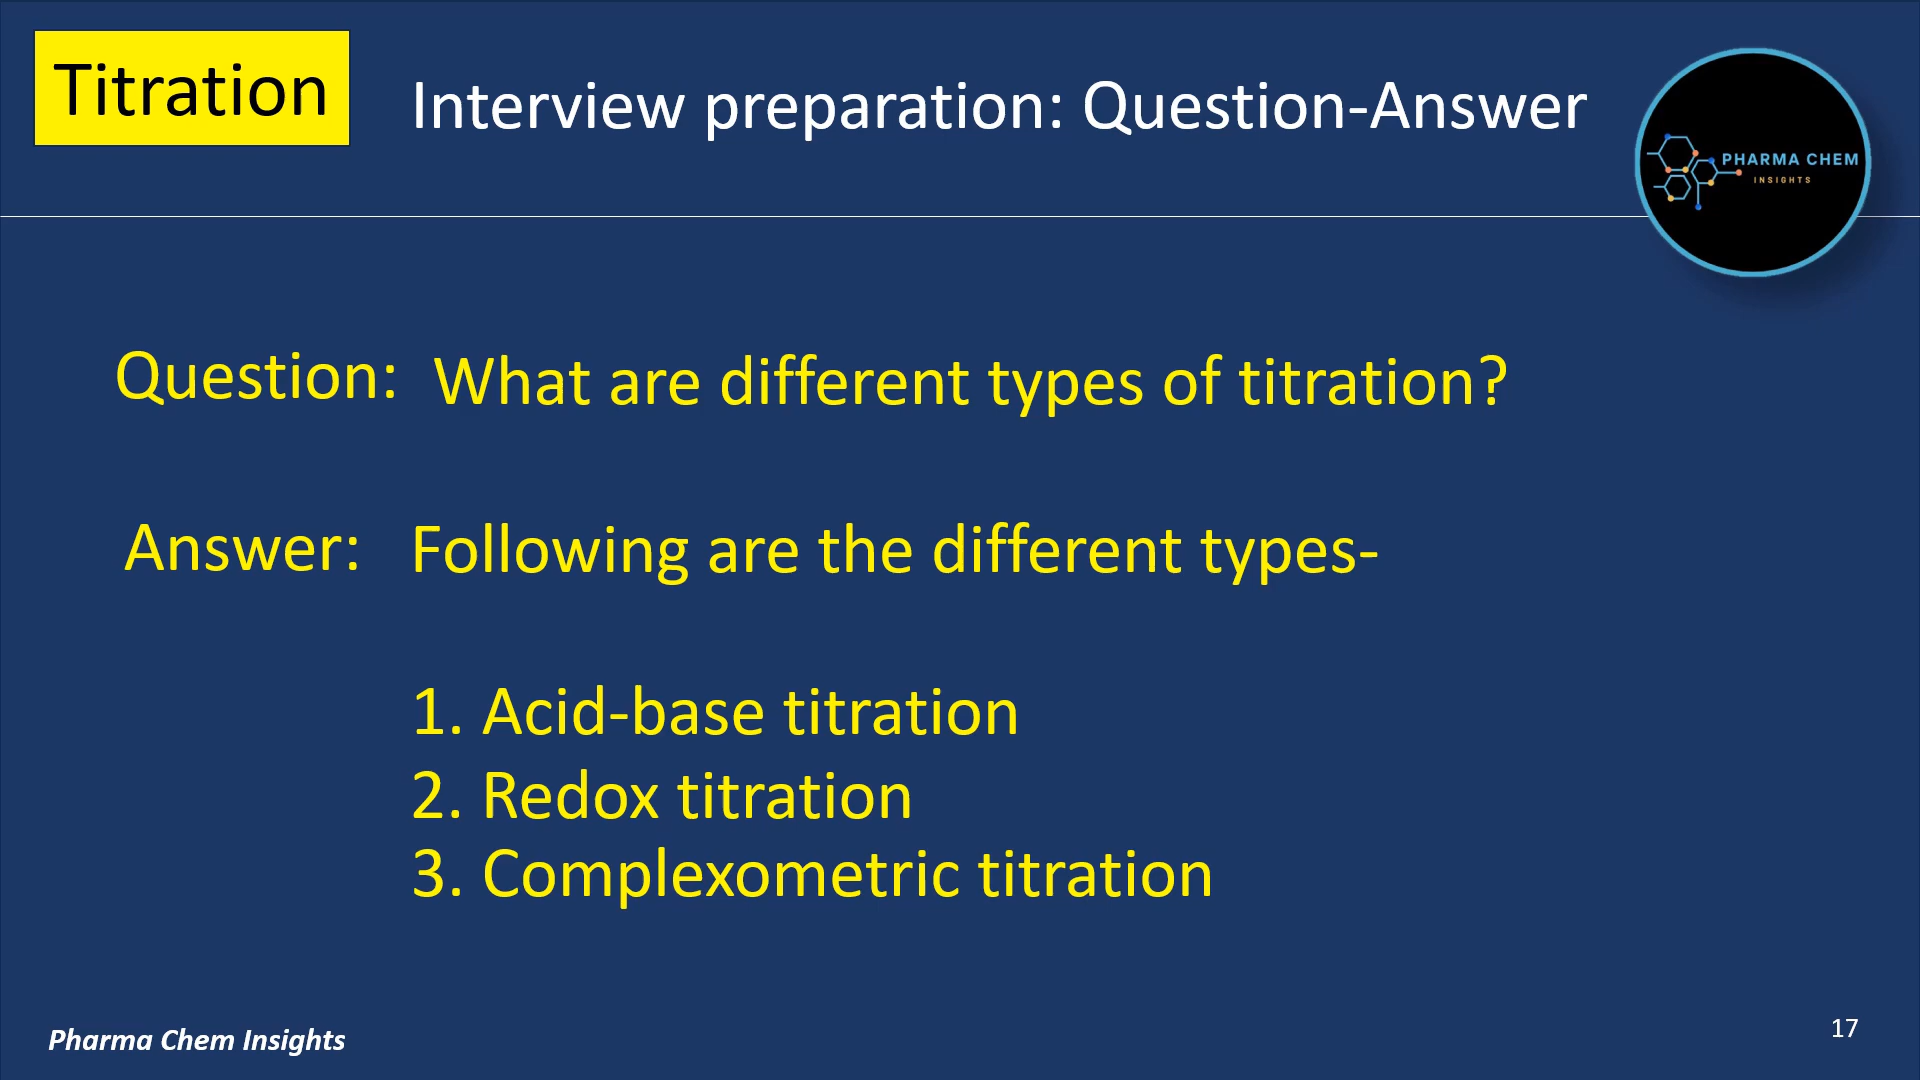 Titration
Interview preparation: Question-Answer
PHARMA CHEM
INSIGHTS
Question: What are different types of titration?
Answer: Following are the different types-
1. Acid-base titration
2. Redox titration
3. Complexometric titration
Pharma Chem Insights
17